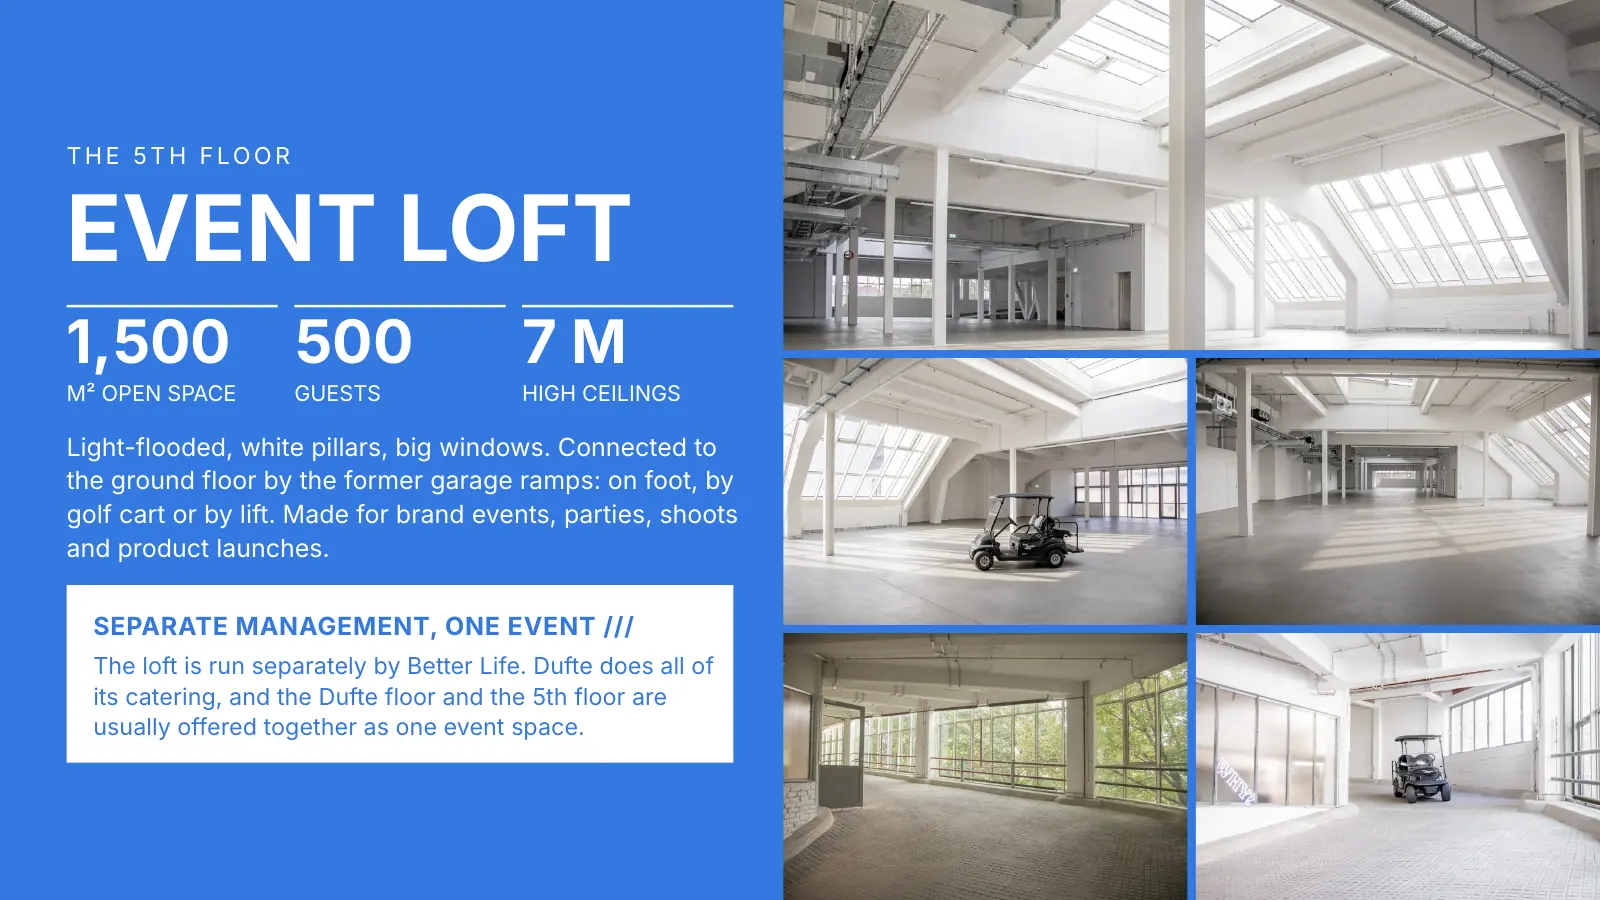 THE 5TH FLOOR
EVENT LOFT
1,500
M² OPEN SPACE
500
GUESTS
7 M
HIGH CEILINGS
Light-flooded, white pillars, big windows. Connected to
the ground floor by the former garage ramps: on foot, by
golf cart or by lift. Made for brand events, parties, shoots
and product launches.
SEPARATE MANAGEMENT, ONE EVENT ///
The loft is run separately by Better Life. Dufte does all of
its catering, and the Dufte floor and the 5th floor are
usually offered together as one event space.
WHY?